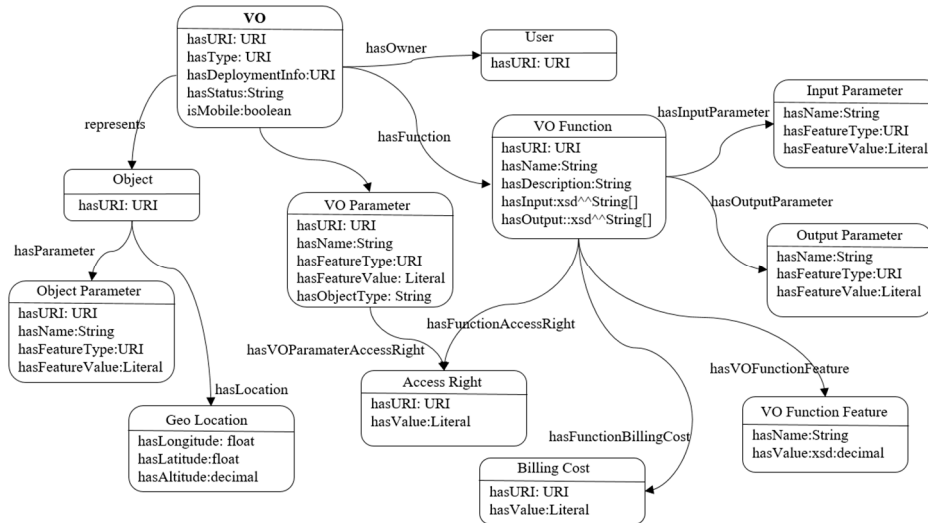 VO
hasURI: URI
hasType: URI
hasDeploymentInfo:URI
hasStatus:String
isMobile:boolean
hasOwner
User
hasURI: URI
represents
hasFunction
Object
hasURI: URI
VO Function
hasURI: URI
hasName:String
hasDescription:String
hasInput:xsd^^String[]
hasOutput::xsd^^String[]
hasInputParameter
Input Parameter
hasName:String
hasFeatureType:URI
hasFeatureValue:Literal
hasOutputParameter
Output Parameter
hasName:String
hasFeatureType:URI
hasFeatureValue:Literal
VO Parameter
hasURI: URI
hasName:String
hasFeatureType:URI
hasFeatureValue: Literal
hasObjectType: String
hasParameter
Object Parameter
hasURI: URI
hasName:String
hasFeatureType:URI
hasFeatureValue:Literal
hasLocation
Geo Location
hasLongitude: float
hasLatitude:float
hasAltitude:decimal
hasFunctionAccessRight
hasVOParamaterAccessRight
Access Right
hasURI: URI
hasValue:Literal
hasFunctionBillingCost
Billing Cost
hasURI: URI
hasValue:Literal
hasVOFunctionFeature
VO Function Feature
hasName:String
hasValue:xsd:decimal